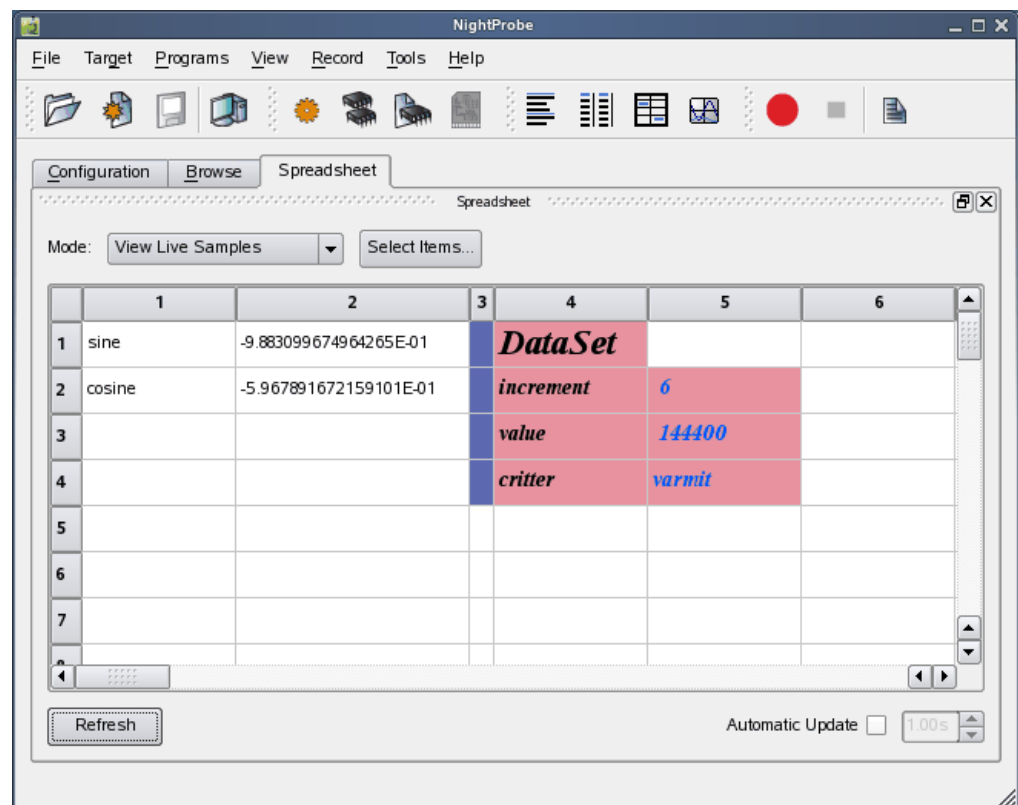 NightProbe
File Target Programs View Record Tools Help
Configuration Browse Spreadsheet
Spreadsheet
Mode: View Live Samples Select Items...
1 2 3 4 5 6
1 sine -9.883099674964265E-01 DataSet
2 cosine -5.967891672159101E-01 increment 6
3 value 144400
4 critter varmit
5
6
7
Refresh Automatic Update 1.00s